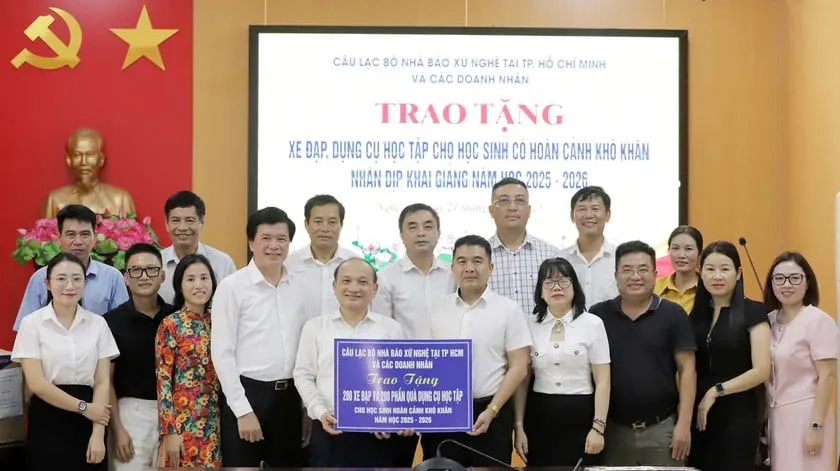 CÂU LẠC BỘ NHÀ BÁO XỨ NGHỆ TẠI TP. HỒ CHÍ MINH
VÀ CÁC DOANH NHÂN
TRAO TẶNG
XE ĐẠP, DỤNG CỤ HỌC TẬP CHO HỌC SINH CÓ HOÀN CẢNH KHÓ KHĂN
NHÂN DỊP KHAI GIẢNG NĂM HỌC 2025 - 2026
CÂU LẠC BỘ NHÀ BÁO XỨ NGHỆ TẠI TP HCM
VÀ CÁC DOANH NHÂN
Trao Tặng
200 XE ĐẠP VÀ 200 PHẦN QUÀ DỤNG CỤ HỌC TẬP
CHO HỌC SINH HOÀN CẢNH KHÓ KHĂN
NĂM HỌC 2025 - 2026